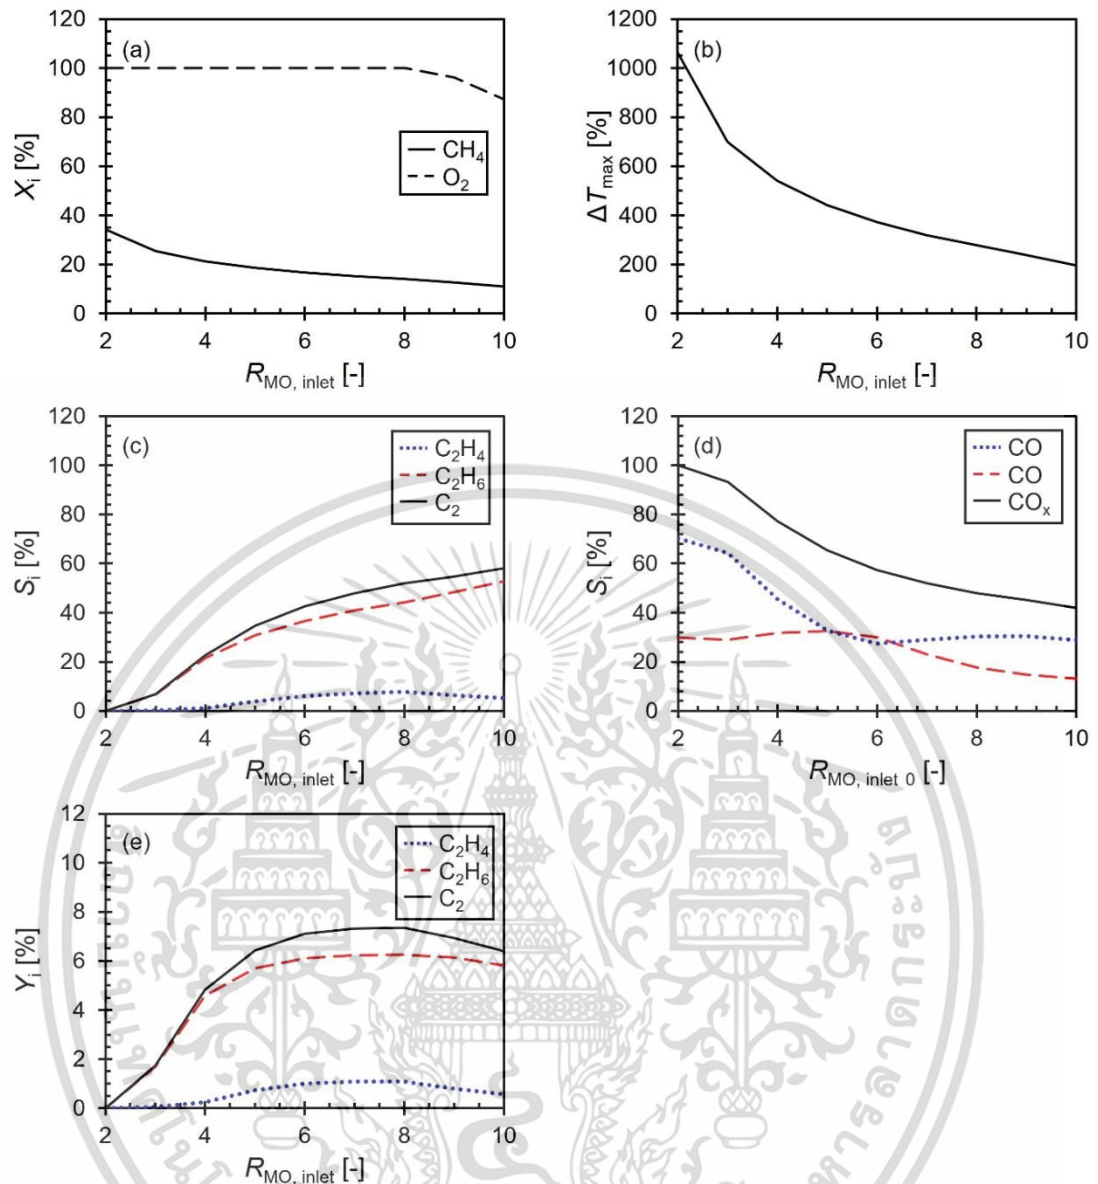 (a)
X_i [%]
120
100
80
60
40
20
0
CH₄
O₂
2 4 6 8 10
R_MO, inlet [-]
(b)
ΔT_max [%]
1200
1000
800
600
400
200
0
2 4 6 8 10
R_MO, inlet [-]
(c)
S_i [%]
120
100
80
60
40
20
0
C₂H₄
C₂H₆
C₂
2 4 6 8 10
R_MO, inlet [-]
(d)
S_i [%]
120
100
80
60
40
20
0
CO
CO
COₓ
2 4 6 8 10
R_MO, inlet 0 [-]
(e)
Y_i [%]
12
10
8
6
4
2
0
C₂H₄
C₂H₆
C₂
2 4 6 8 10
R_MO, inlet [-]